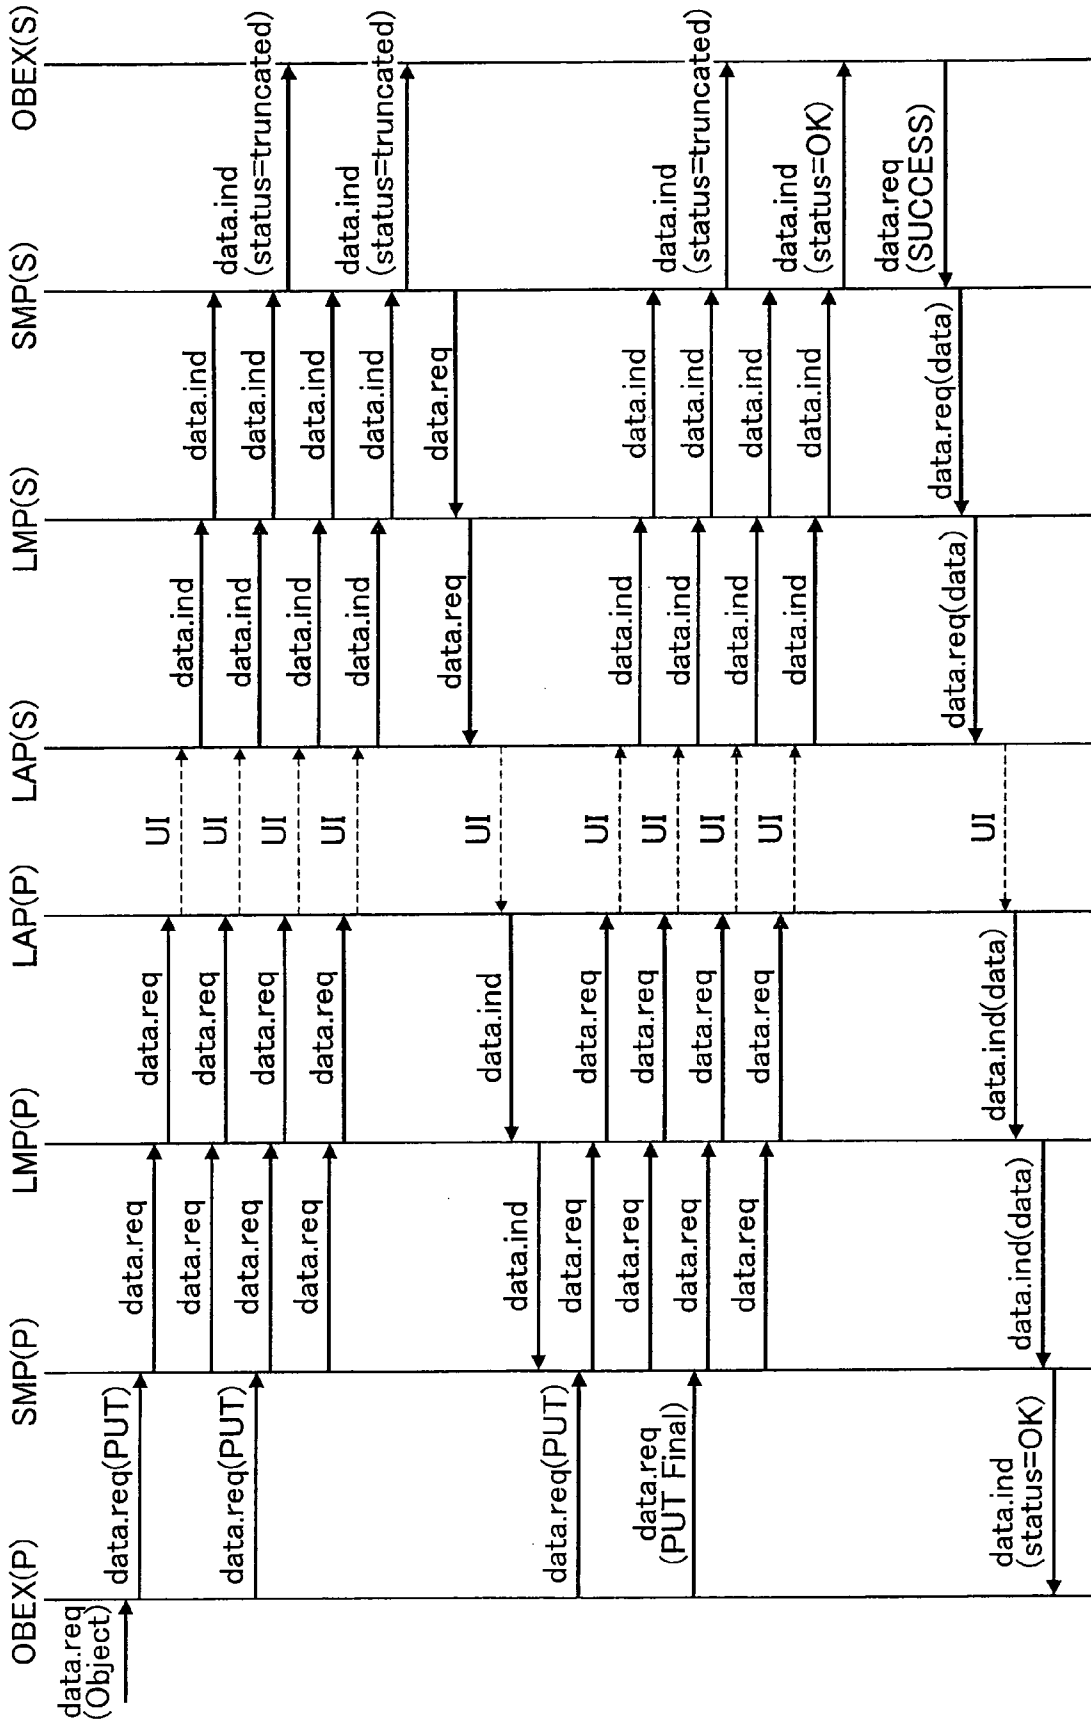 OBEX(P)
SMP(P)
LMP(P)
LAP(P)
LAP(S)
LMP(S)
SMP(S)
OBEX(S)
data.req
(Object)
data.req(PUT)
data.req
data.req
UI
data.ind
data.ind
data.req
data.req
UI
data.ind
data.ind
data.ind
(status=truncated)
data.req(PUT)
data.req
data.req
UI
data.ind
data.ind
data.req
data.req
UI
data.ind
data.ind
data.ind
(status=truncated)
data.req
data.req
UI
data.ind
data.ind
data.req(PUT)
data.req
data.req
UI
data.ind
data.ind
data.req
data.req
UI
data.ind
data.ind
data.ind
(status=truncated)
data.req
(PUT Final)
data.req
data.req
UI
data.ind
data.ind
data.req
data.req
UI
data.ind
data.ind
data.ind
(status=OK)
data.req
(SUCCESS)
data.req(data)
data.req(data)
UI
data.ind(data)
data.ind(data)
data.ind
(status=OK)